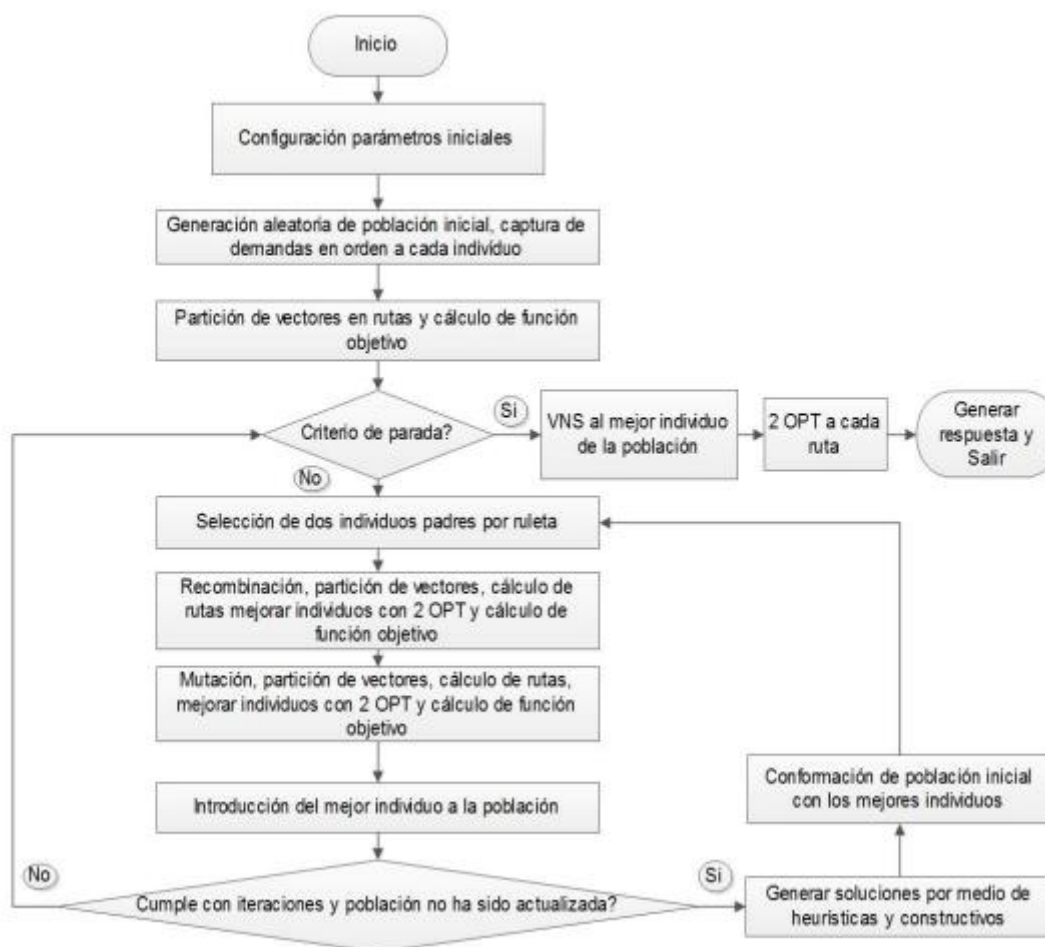 Inicio
Configuración parámetros iniciales
Generación aleatoria de población inicial, captura de
demandas en orden a cada individuo
Partición de vectores en rutas y cálculo de función
objetivo
Criterio de parada?
Si
VNS al mejor individuo
de la población
2 OPT a cada
ruta
Generar
respuesta y
Salir
No
Selección de dos individuos padres por ruleta
Recombinación, partición de vectores, cálculo de
rutas mejorar individuos con 2 OPT y cálculo de
función objetivo
Mutación, partición de vectores, cálculo de rutas,
mejorar individuos con 2 OPT y cálculo de función
objetivo
Introducción del mejor individuo a la población
Conformación de población inicial
con los mejores individuos
No
Cumple con iteraciones y población no ha sido actualizada?
Si
Generar soluciones por medio de
heurísticas y constructivos